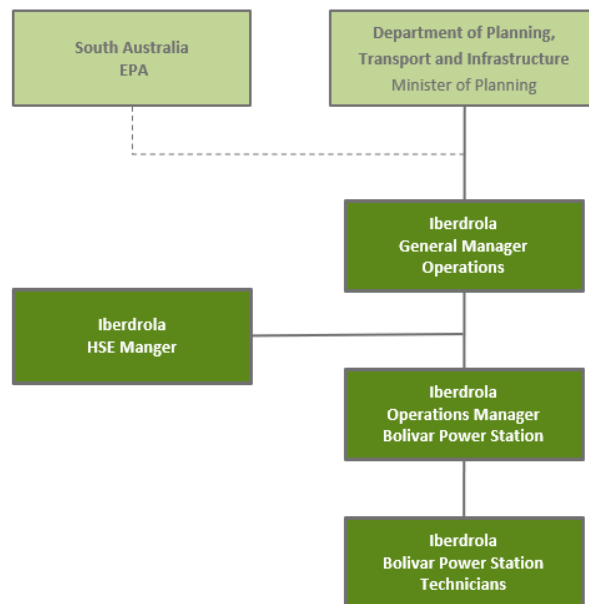 South Australia
EPA
Department of Planning,
Transport and Infrastructure
Minister of Planning
Iberdrola
General Manager
Operations
Iberdrola
HSE Manger
Iberdrola
Operations Manager
Bolivar Power Station
Iberdrola
Bolivar Power Station
Technicians